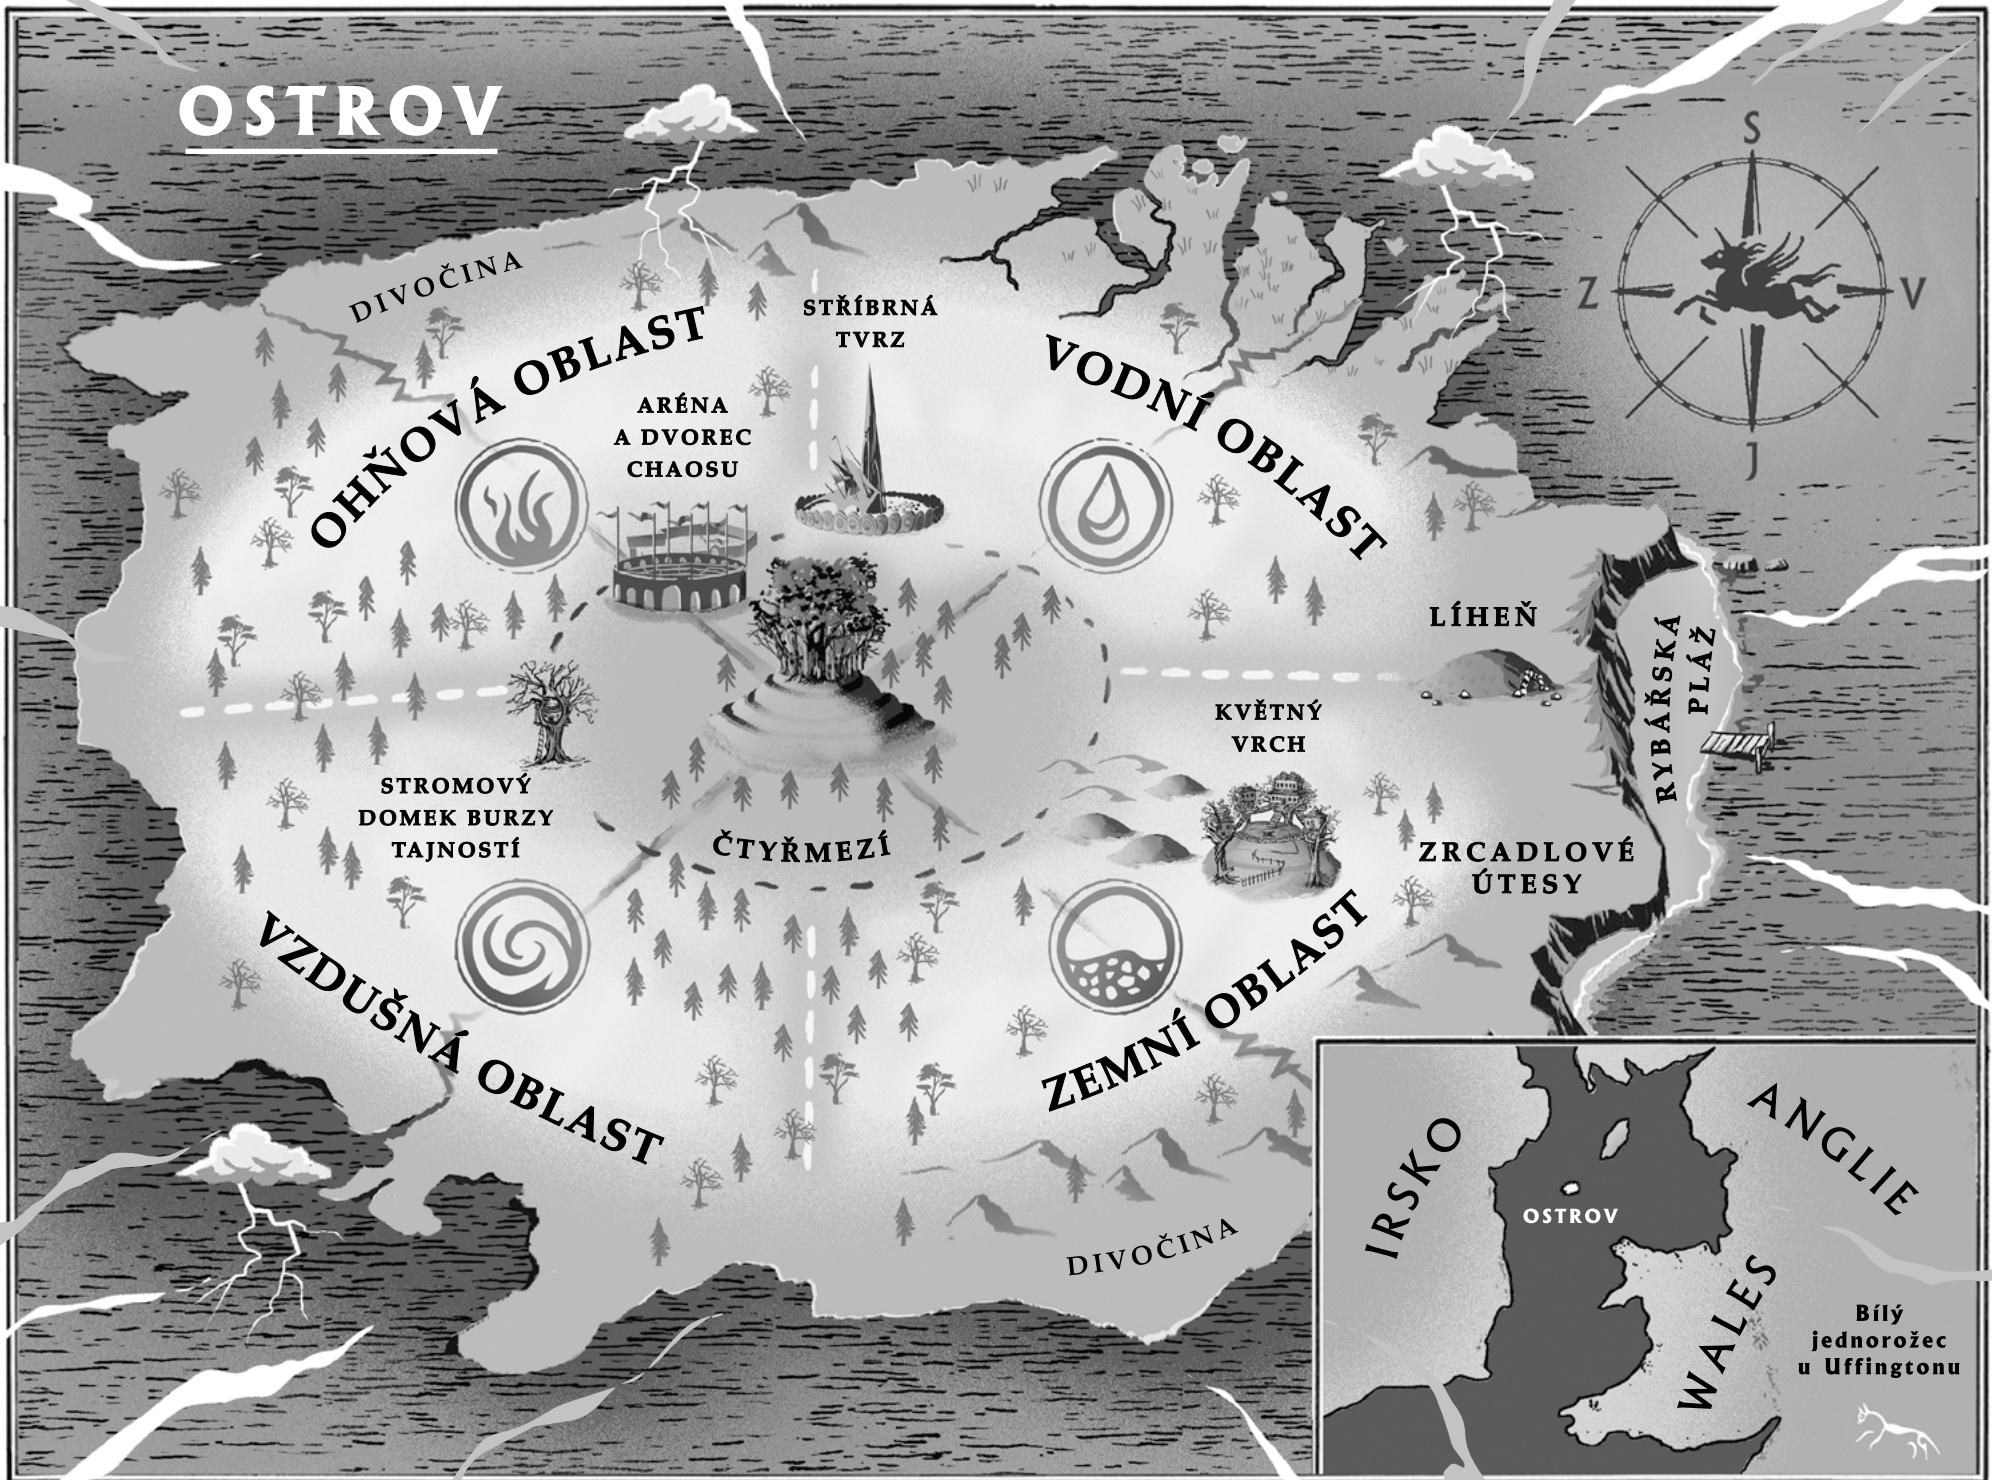 OSTROV
S
Z
V
J
DIVOČINA
STŘÍBRNÁ
TVRZ
OHŇOVÁ OBLAST
VODNÍ OBLAST
ARÉNA
A DVOREC
CHAOSU
LÍHEŇ
RYBÁŘSKÁ
PLÁŽ
KVĚTNÝ
VRCH
STROMOVÝ
DOMEK BURZY
TAJNOSTÍ
ČTYŘMEZÍ
ZRCADLOVÉ
ÚTESY
VZDUŠNÁ OBLAST
ZEMNÍ OBLAST
DIVOČINA
IRSKO
ANGLIE
OSTROV
WALES
Bílý
jednorožec
u Uffingtonu